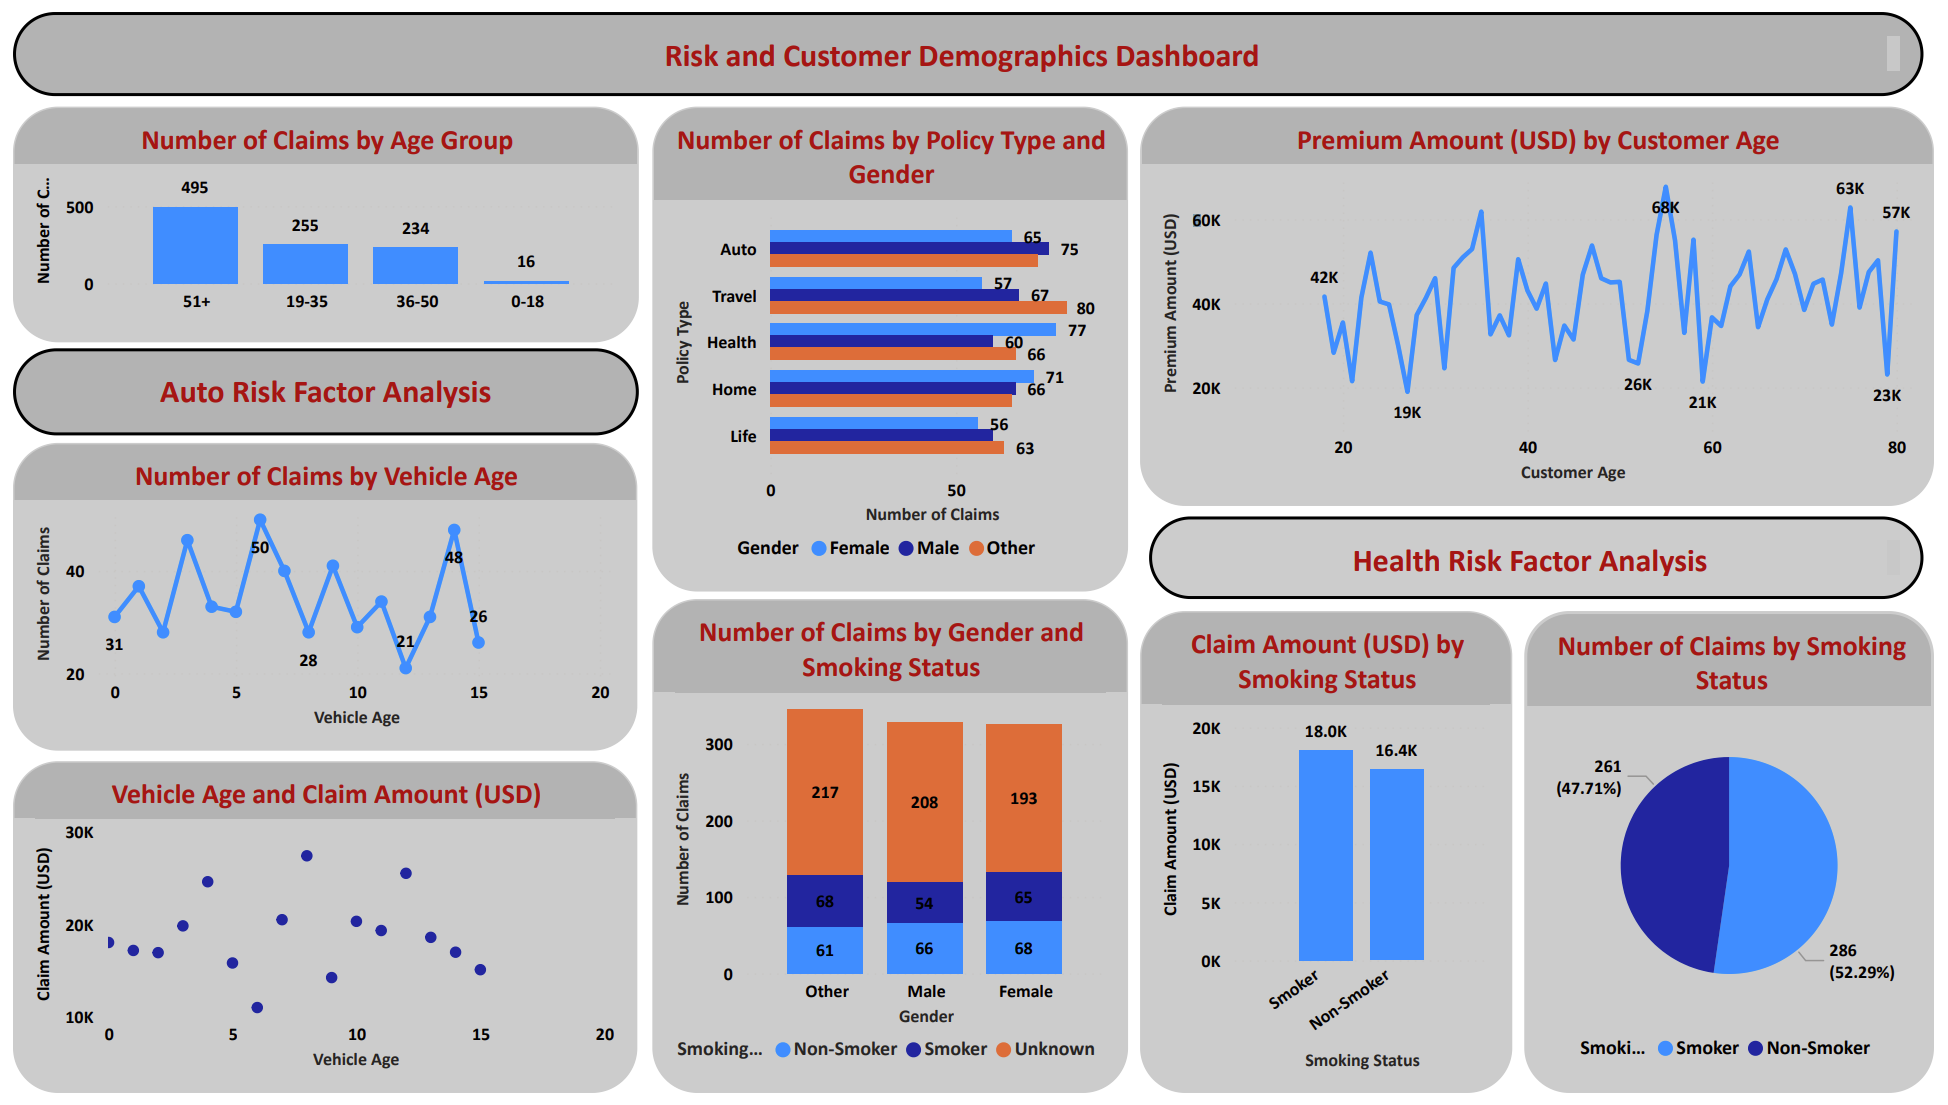 Risk and Customer Demographics Dashboard
Number of Claims by Age Group
Number of C...
500
0
495
255
234
16
51+
19-35
36-50
0-18
Auto Risk Factor Analysis
Number of Claims by Vehicle Age
Number of Claims
40
20
31
50
28
21
48
26
0
5
10
15
20
Vehicle Age
Vehicle Age and Claim Amount (USD)
Claim Amount (USD)
30K
20K
10K
0
5
10
15
20
Vehicle Age
Number of Claims by Policy Type and
Gender
Policy Type
Auto
65
75
Travel
57
67
80
Health
77
60
66
Home
71
66
Life
56
63
0
50
Number of Claims
Gender Female Male Other
Number of Claims by Gender and
Smoking Status
Number of Claims
300
200
100
0
217
208
193
68
54
65
61
66
68
Other
Male
Female
Gender
Smoking... Non-Smoker Smoker Unknown
Premium Amount (USD) by Customer Age
Premium Amount (USD)
60K
40K
20K
42K
19K
68K
26K
21K
63K
57K
23K
20
40
60
80
Customer Age
Health Risk Factor Analysis
Claim Amount (USD) by
Smoking Status
Claim Amount (USD)
20K
15K
10K
5K
0K
18.0K
16.4K
Smoker
Non-Smoker
Smoking Status
Number of Claims by Smoking
Status
261
(47.71%)
286
(52.29%)
Smoki... Smoker Non-Smoker